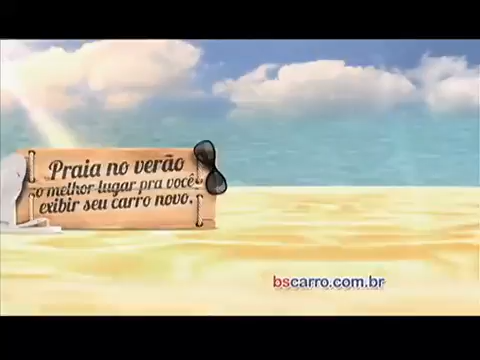 Praia no verão
o melhor lugar pra você
exibir seu carro novo.
bscarro.com.br